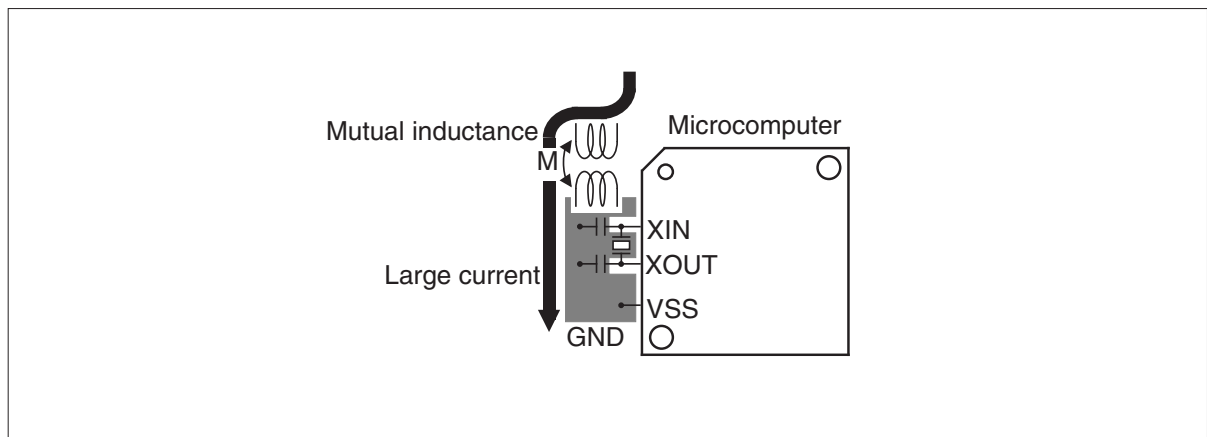 Mutual inductance
M
Microcomputer
XIN
XOUT
Large current
VSS
GND